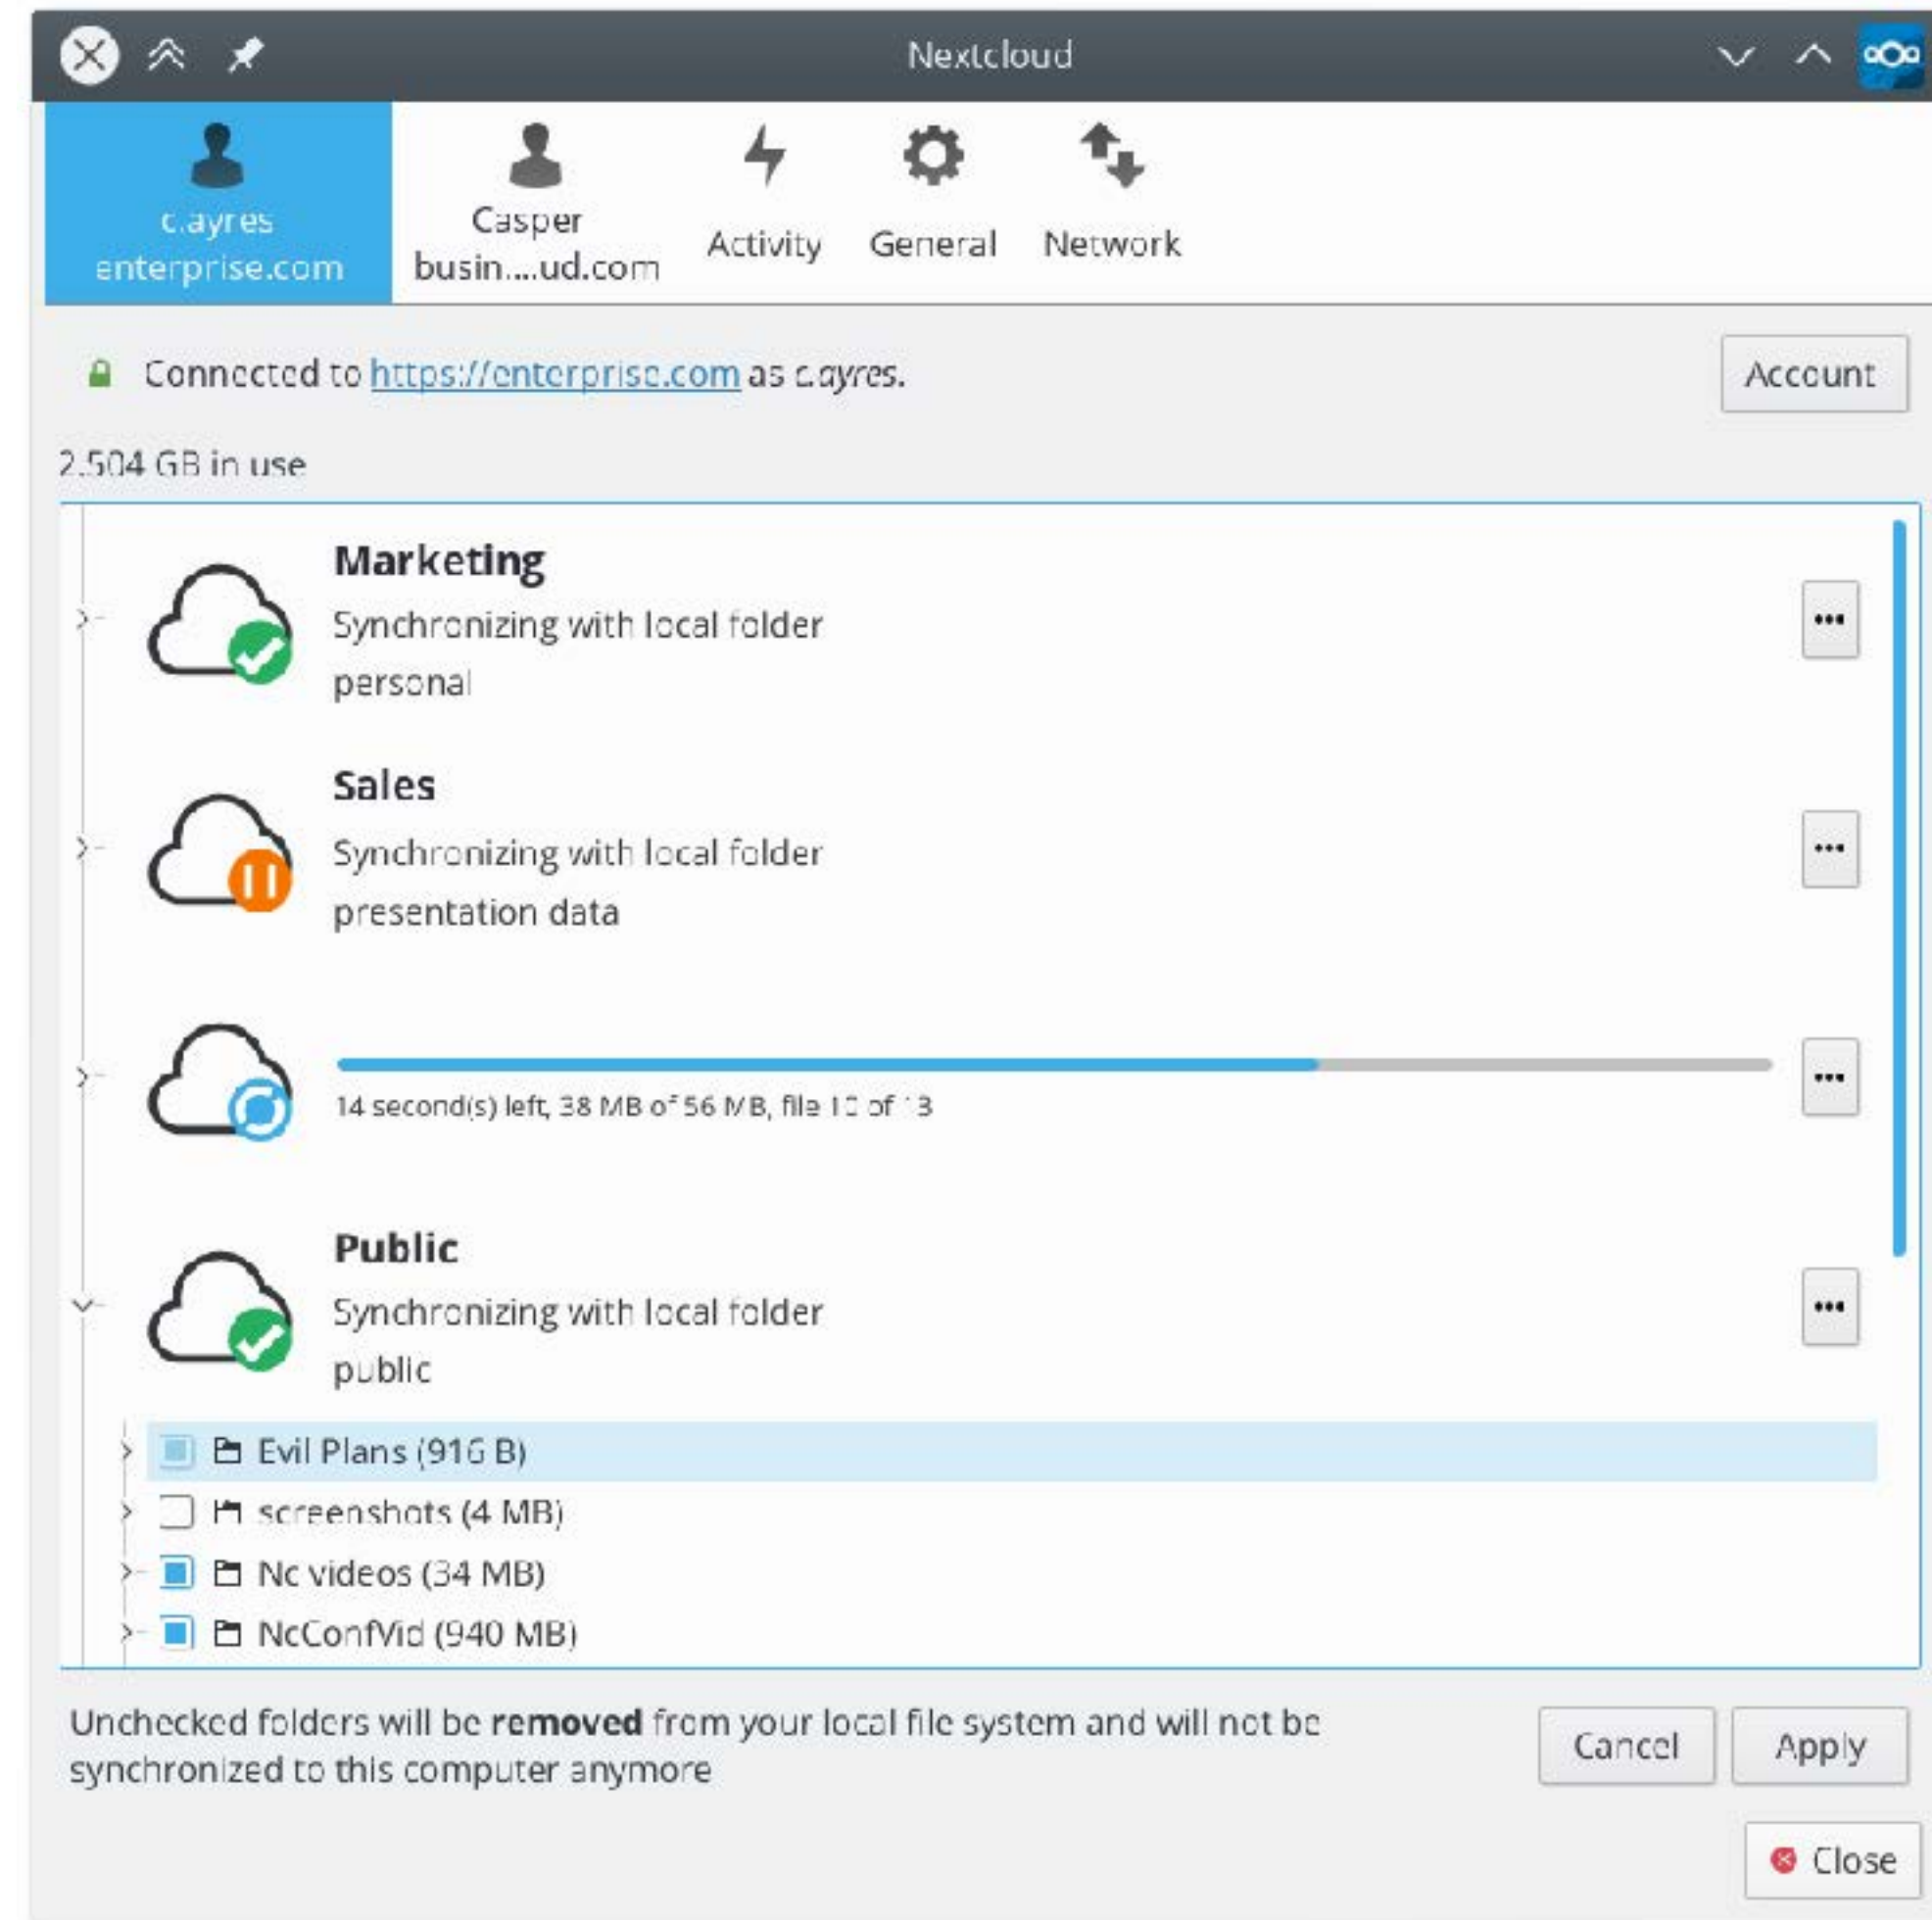 Nextcloud
c.ayres
enterprise.com
Casper
busin....ud.com
Activity
General
Network
Connected to https://enterprise.com as c.ayres.
Account
2.504 GB in use
Marketing
Synchronizing with local folder
personal
...
Sales
Synchronizing with local folder
presentation data
...
14 second(s) left, 38 MB of 56 MB, file 10 of 13
...
Public
Synchronizing with local folder
public
...
Evil Plans (916 B)
screenshots (4 MB)
Nc videos (34 MB)
NcConfVid (940 MB)
Unchecked folders will be removed from your local file system and will not be
synchronized to this computer anymore
Cancel
Apply
Close